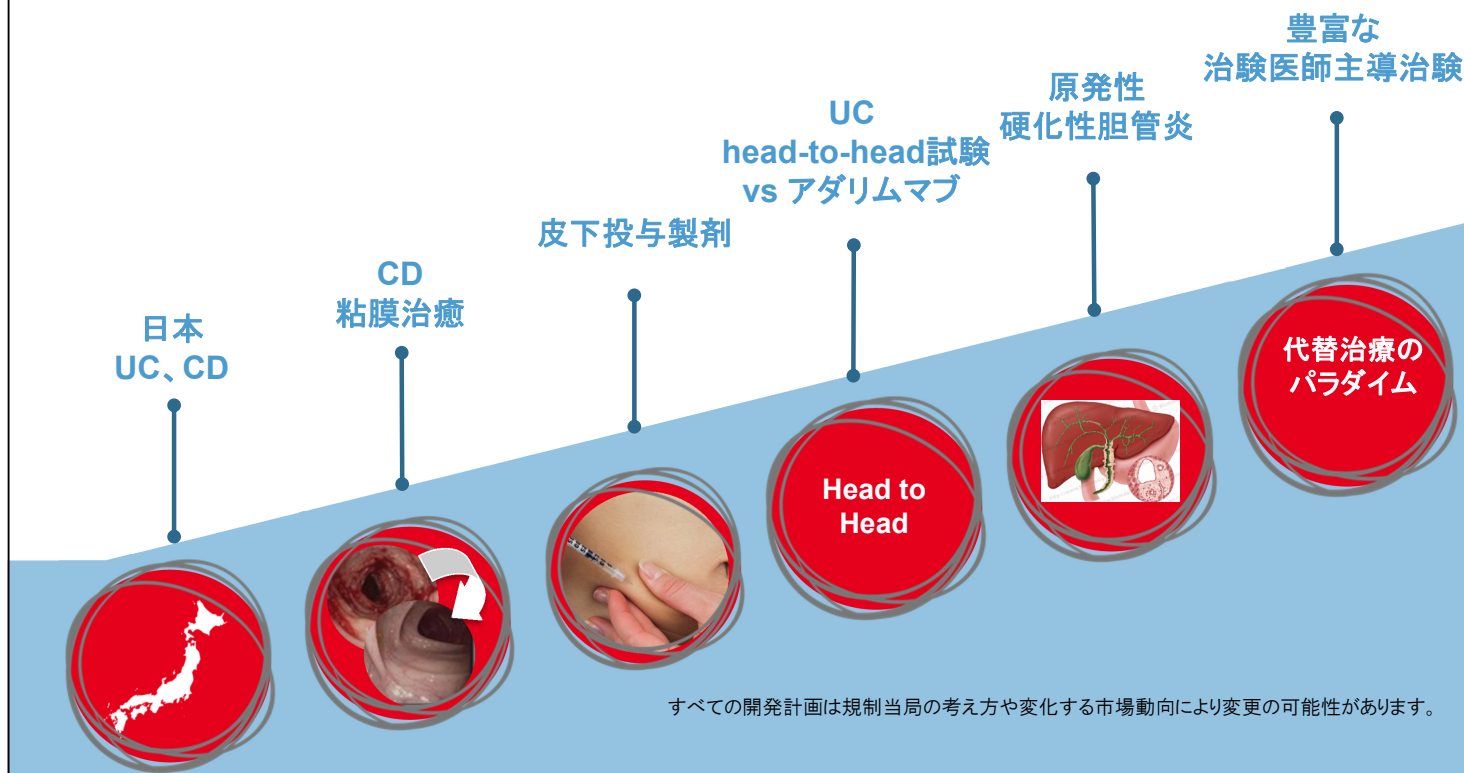 日本
UC、CD
CD
粘膜治癒
皮下投与製剤
UC
head-to-head試験
vs アダリムマブ
原発性
硬化性胆管炎
豊富な
治験医師主導治験
Head to
Head
代替治療の
パラダイム
すべての開発計画は規制当局の考え方や変化する市場動向により変更の可能性があります。